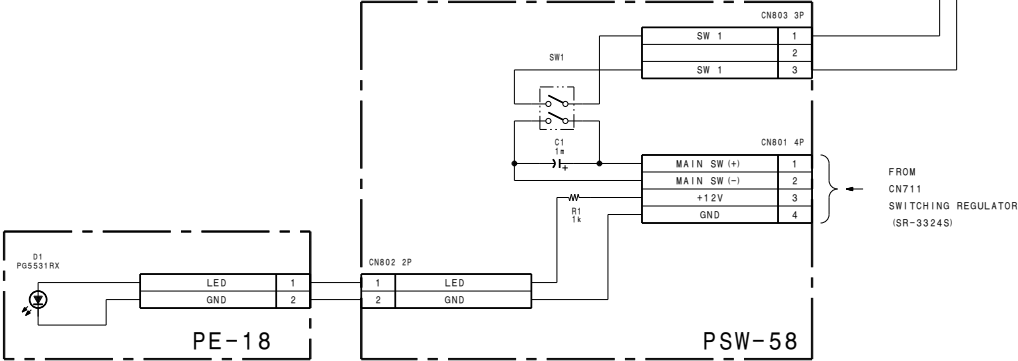 CN803 3P
SW 1 1
2
SW 1 3
SW1
C1
1m
+
CN801 4P
MAIN SW (+) 1
MAIN SW (-) 2
+12V 3
GND 4
FROM
CN711
SWITCHING REGULATOR
(SR-3324S)
R1
1k
D1
PG5531RX
LED 1
GND 2
PE-18
CN802 2P
1 LED
2 GND
PSW-58